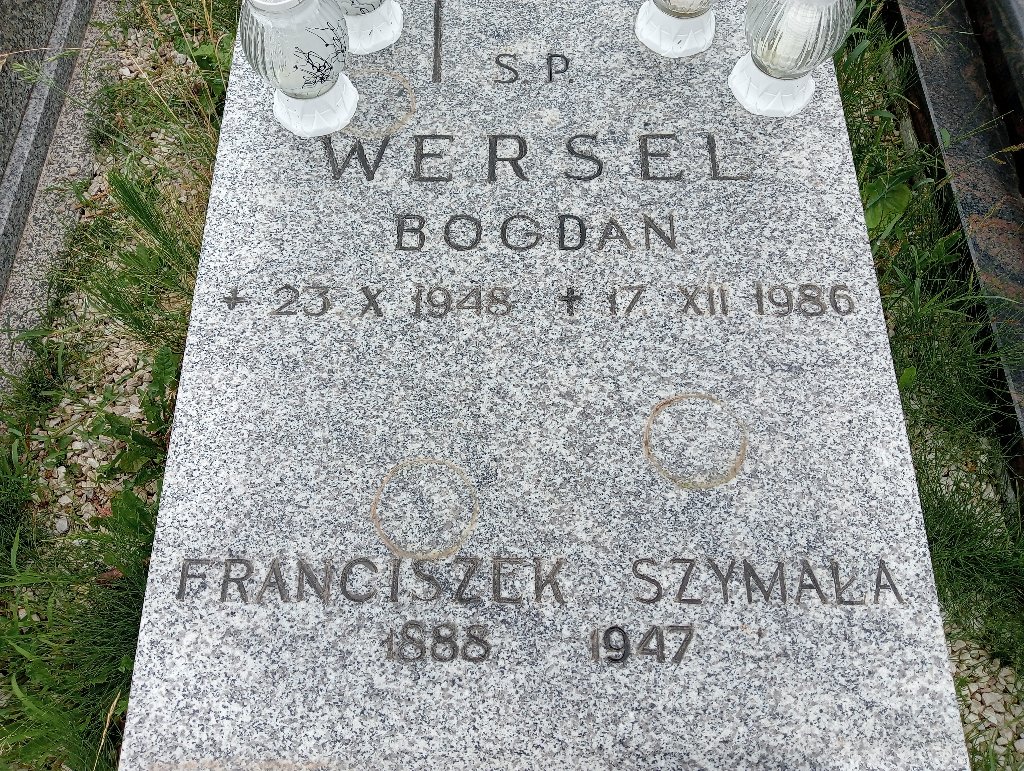 SP
WERSEL
BOGDAN
+ 23 X 1948 ✝ 17. XII 1986
FRANCISZEK SZYMAŁA
1888 1947